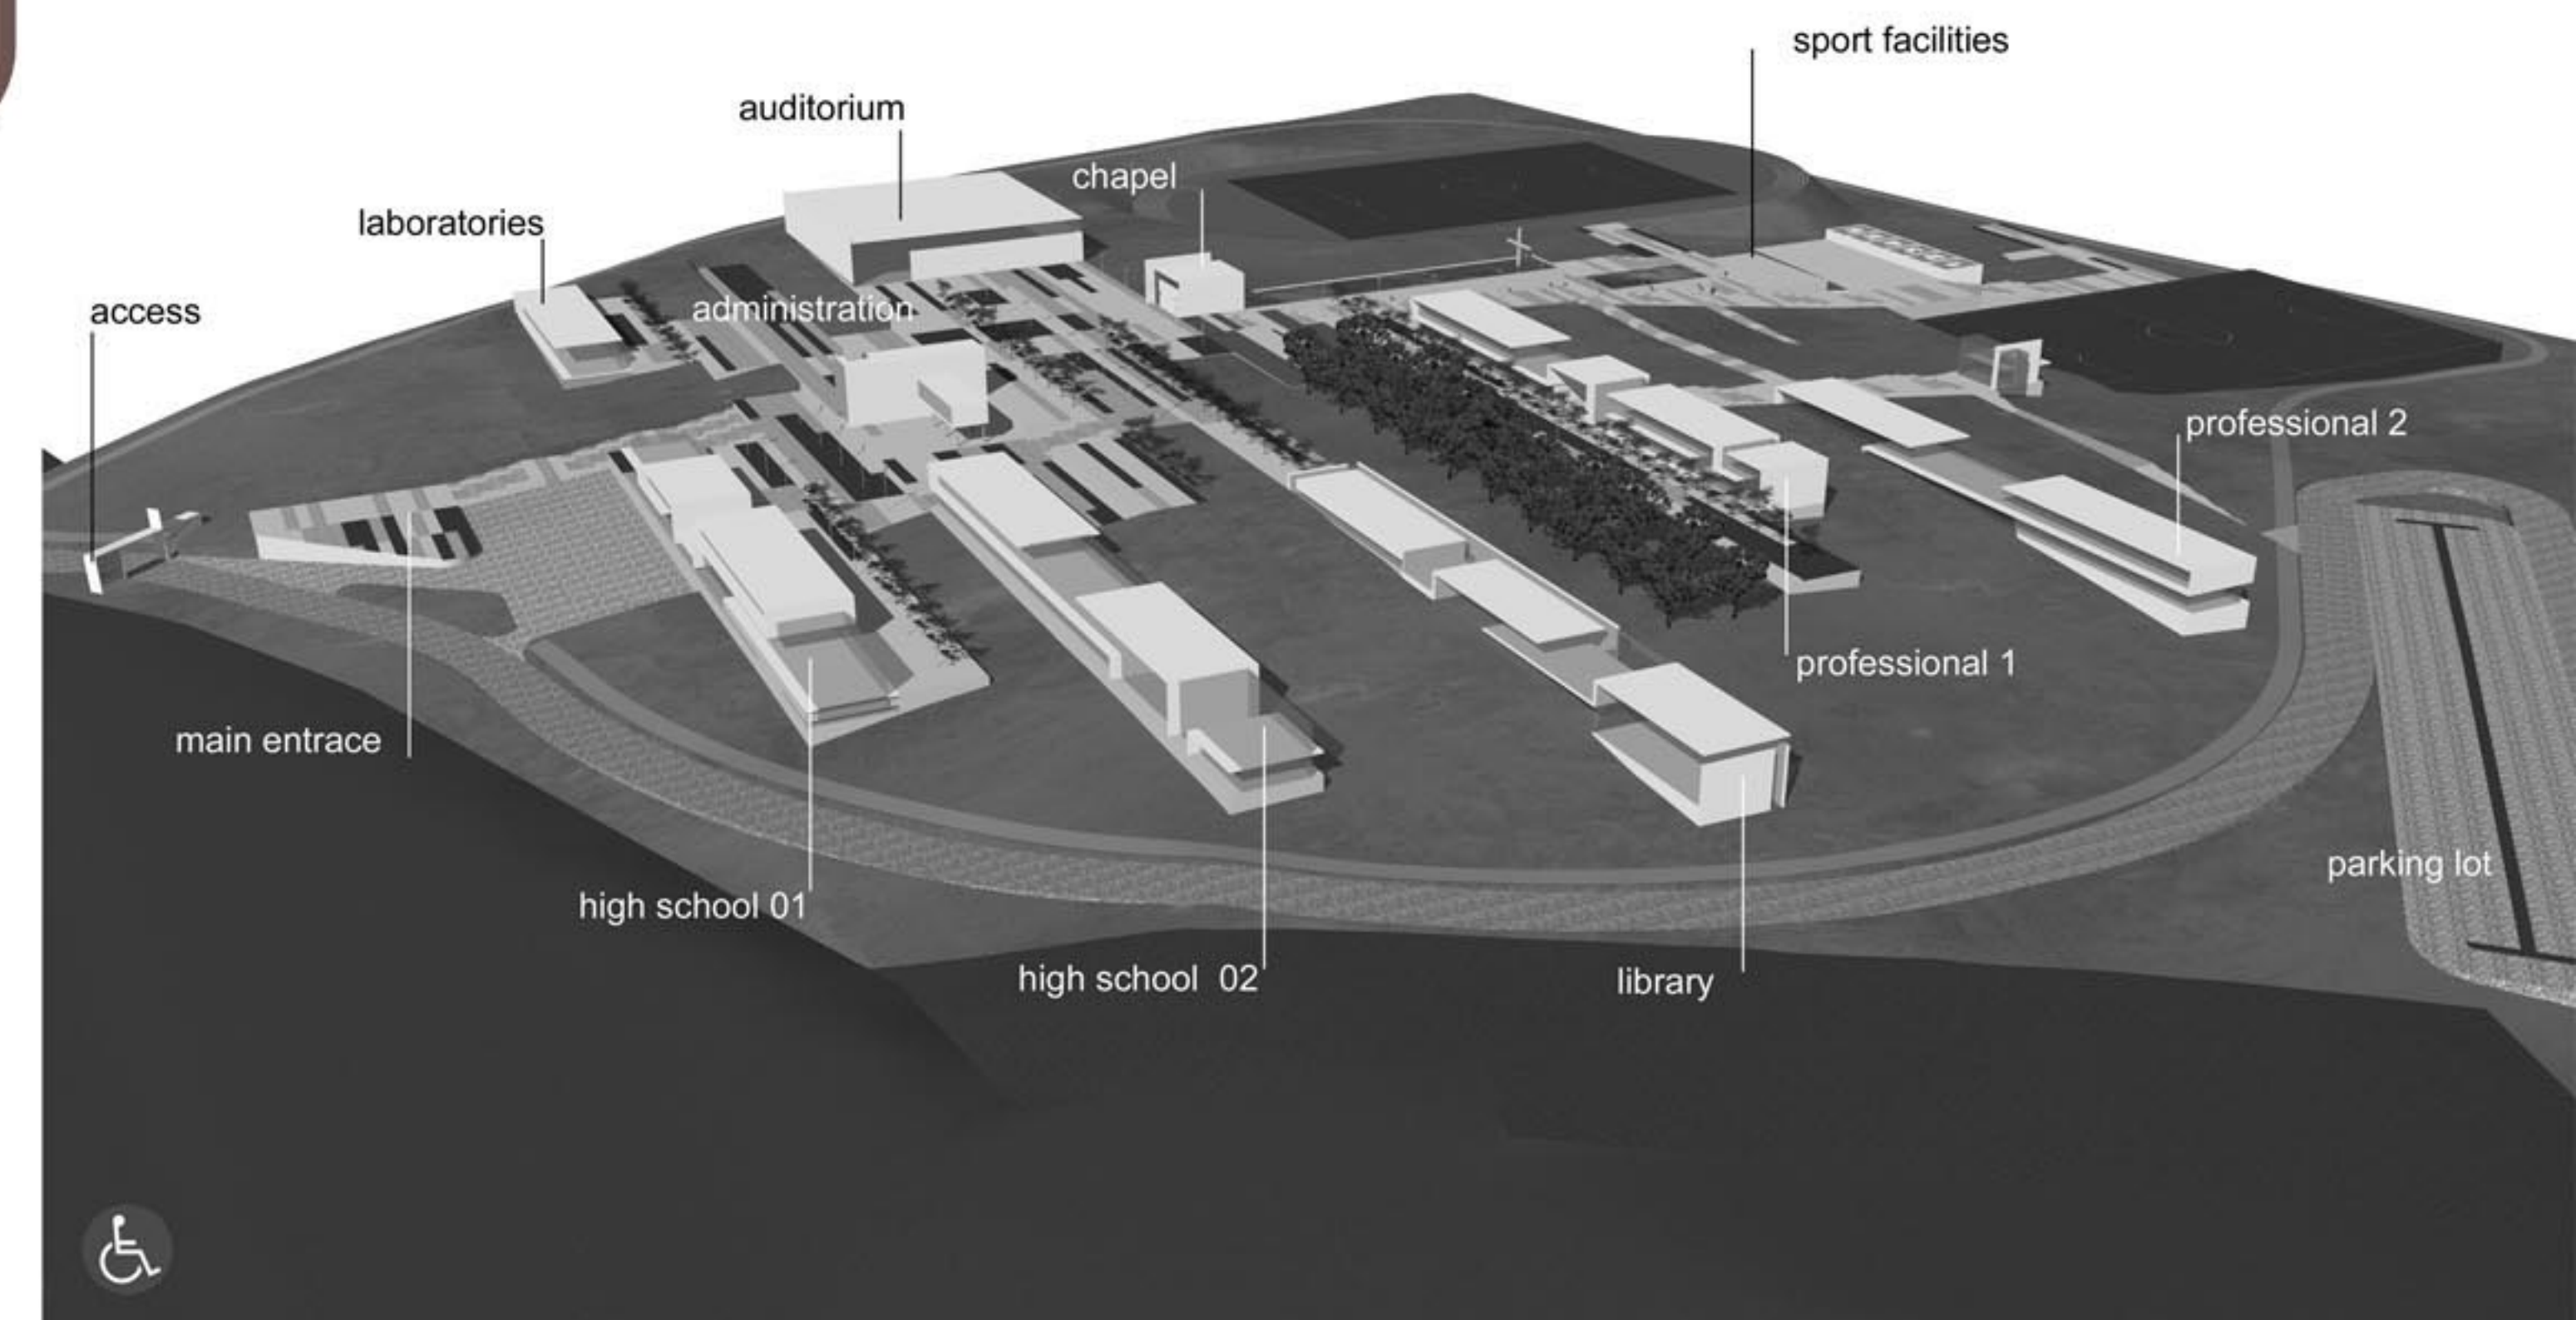 sport facilities
auditorium
chapel
laboratories
administration
access
professional 2
professional 1
main entrace
parking lot
high school 01
high school  02
library